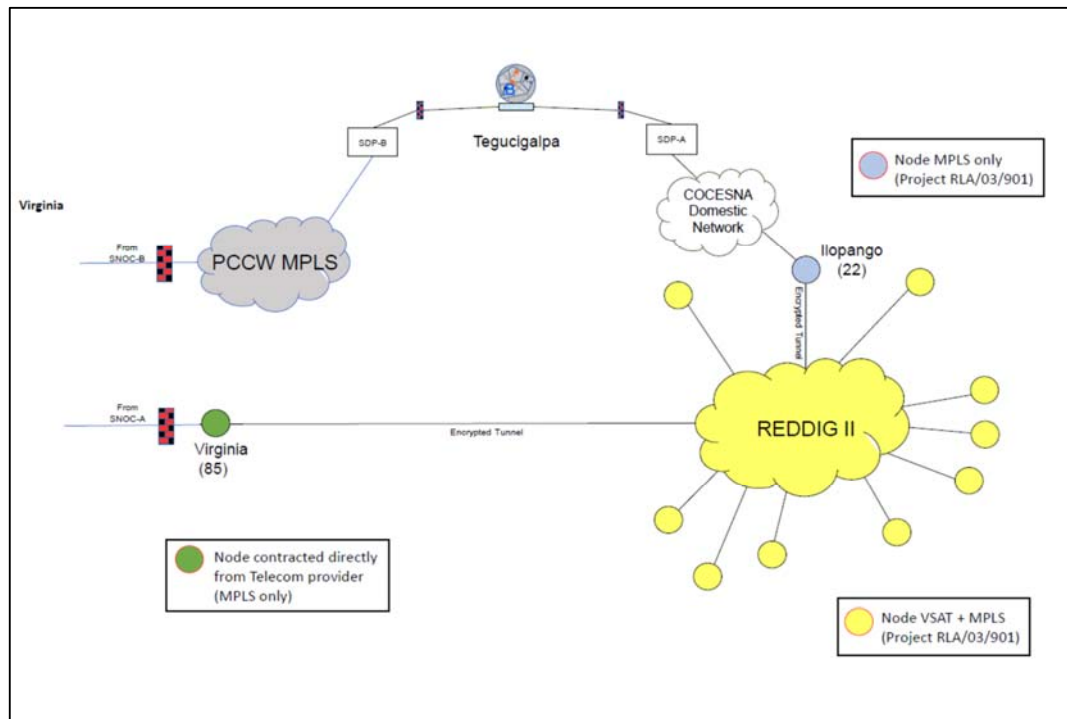 SDP-B
Tegucigalpa
SDP-A
Node MPLS only
(Project RLA/03/901)
Virginia
COCESNA
Domestic
Network
From
SNOC-B
PCCW MPLS
Ilopango
(22)
Encrypted Tunnel
From
SNOC-A
Virginia
(85)
Encrypted Tunnel
REDDIG II
Node contracted directly
from Telecom provider
(MPLS only)
Node VSAT + MPLS
(Project RLA/03/901)